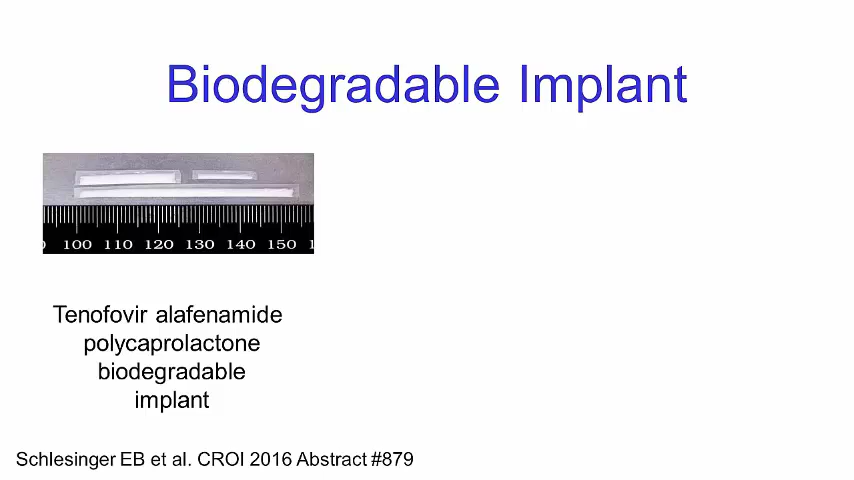 Biodegradable Implant
100 110 120 130 140 150
Tenofovir alafenamide
polycaprolactone
biodegradable
implant
Schlesinger EB et al. CROI 2016 Abstract #879